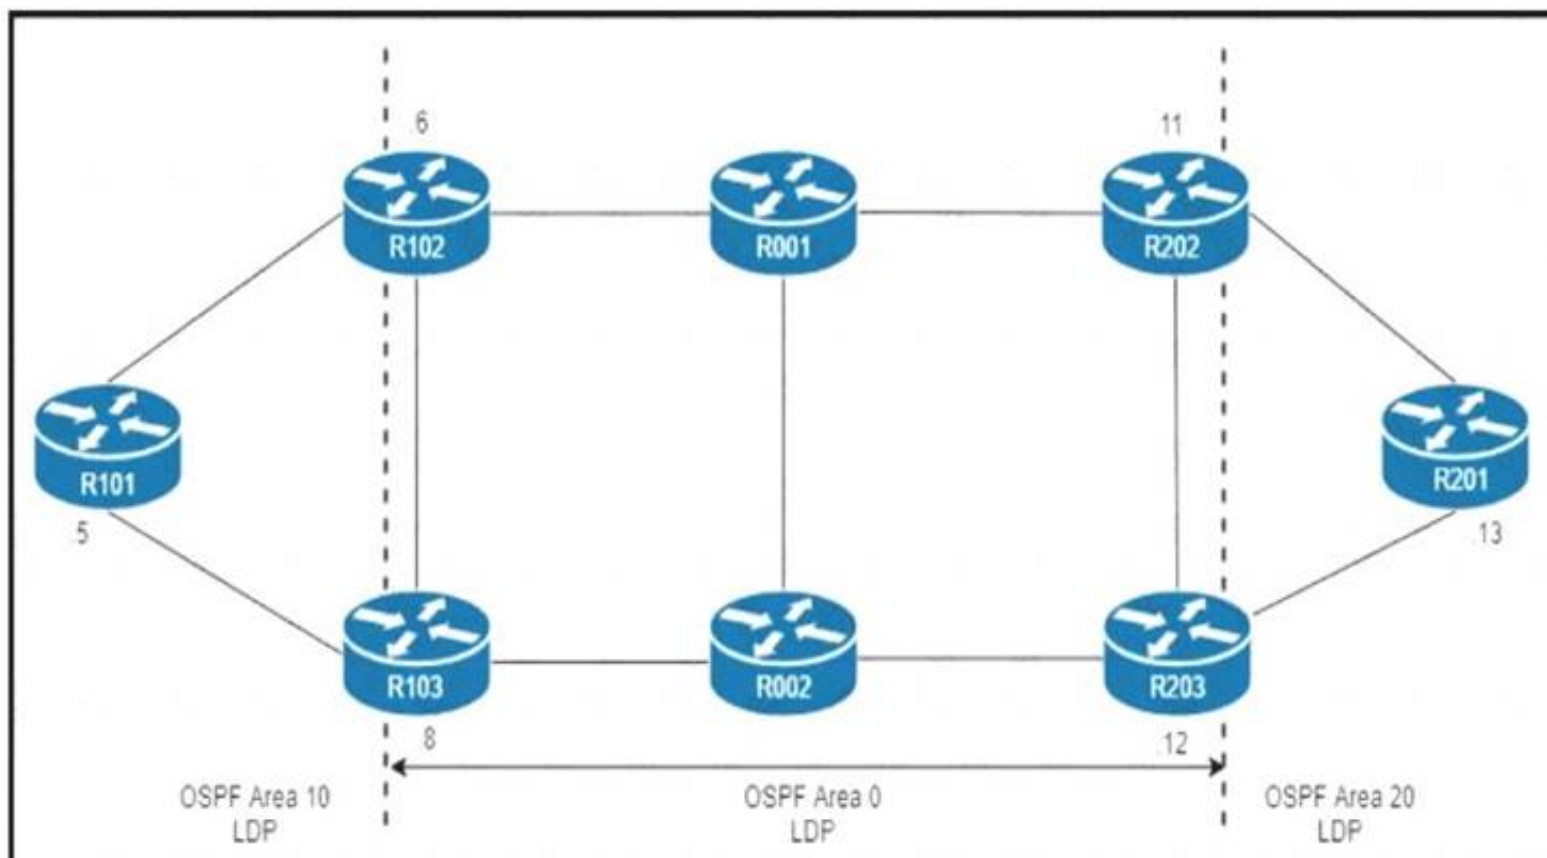 .6
11
R102
R001
R202
R101
R201
.5
.13
R103
R002
R203
8
.12
OSPF Area 10
LDP
OSPF Area 0
LDP
OSPF Area 20
LDP